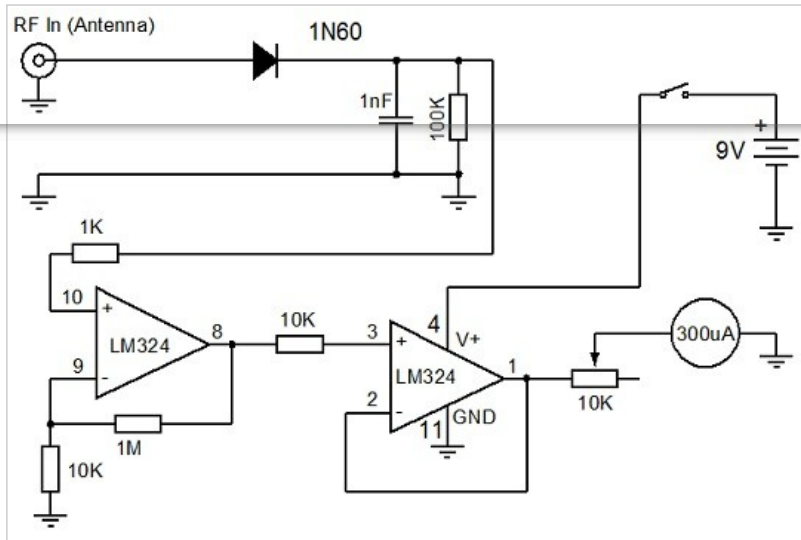 RF In (Antenna)
1N60
1nF
100K
+
9V
1K
10
+
8
LM324
9
-
1M
10K
10K
3
+
4
V+
LM324
1
2
-
11
GND
10K
300uA